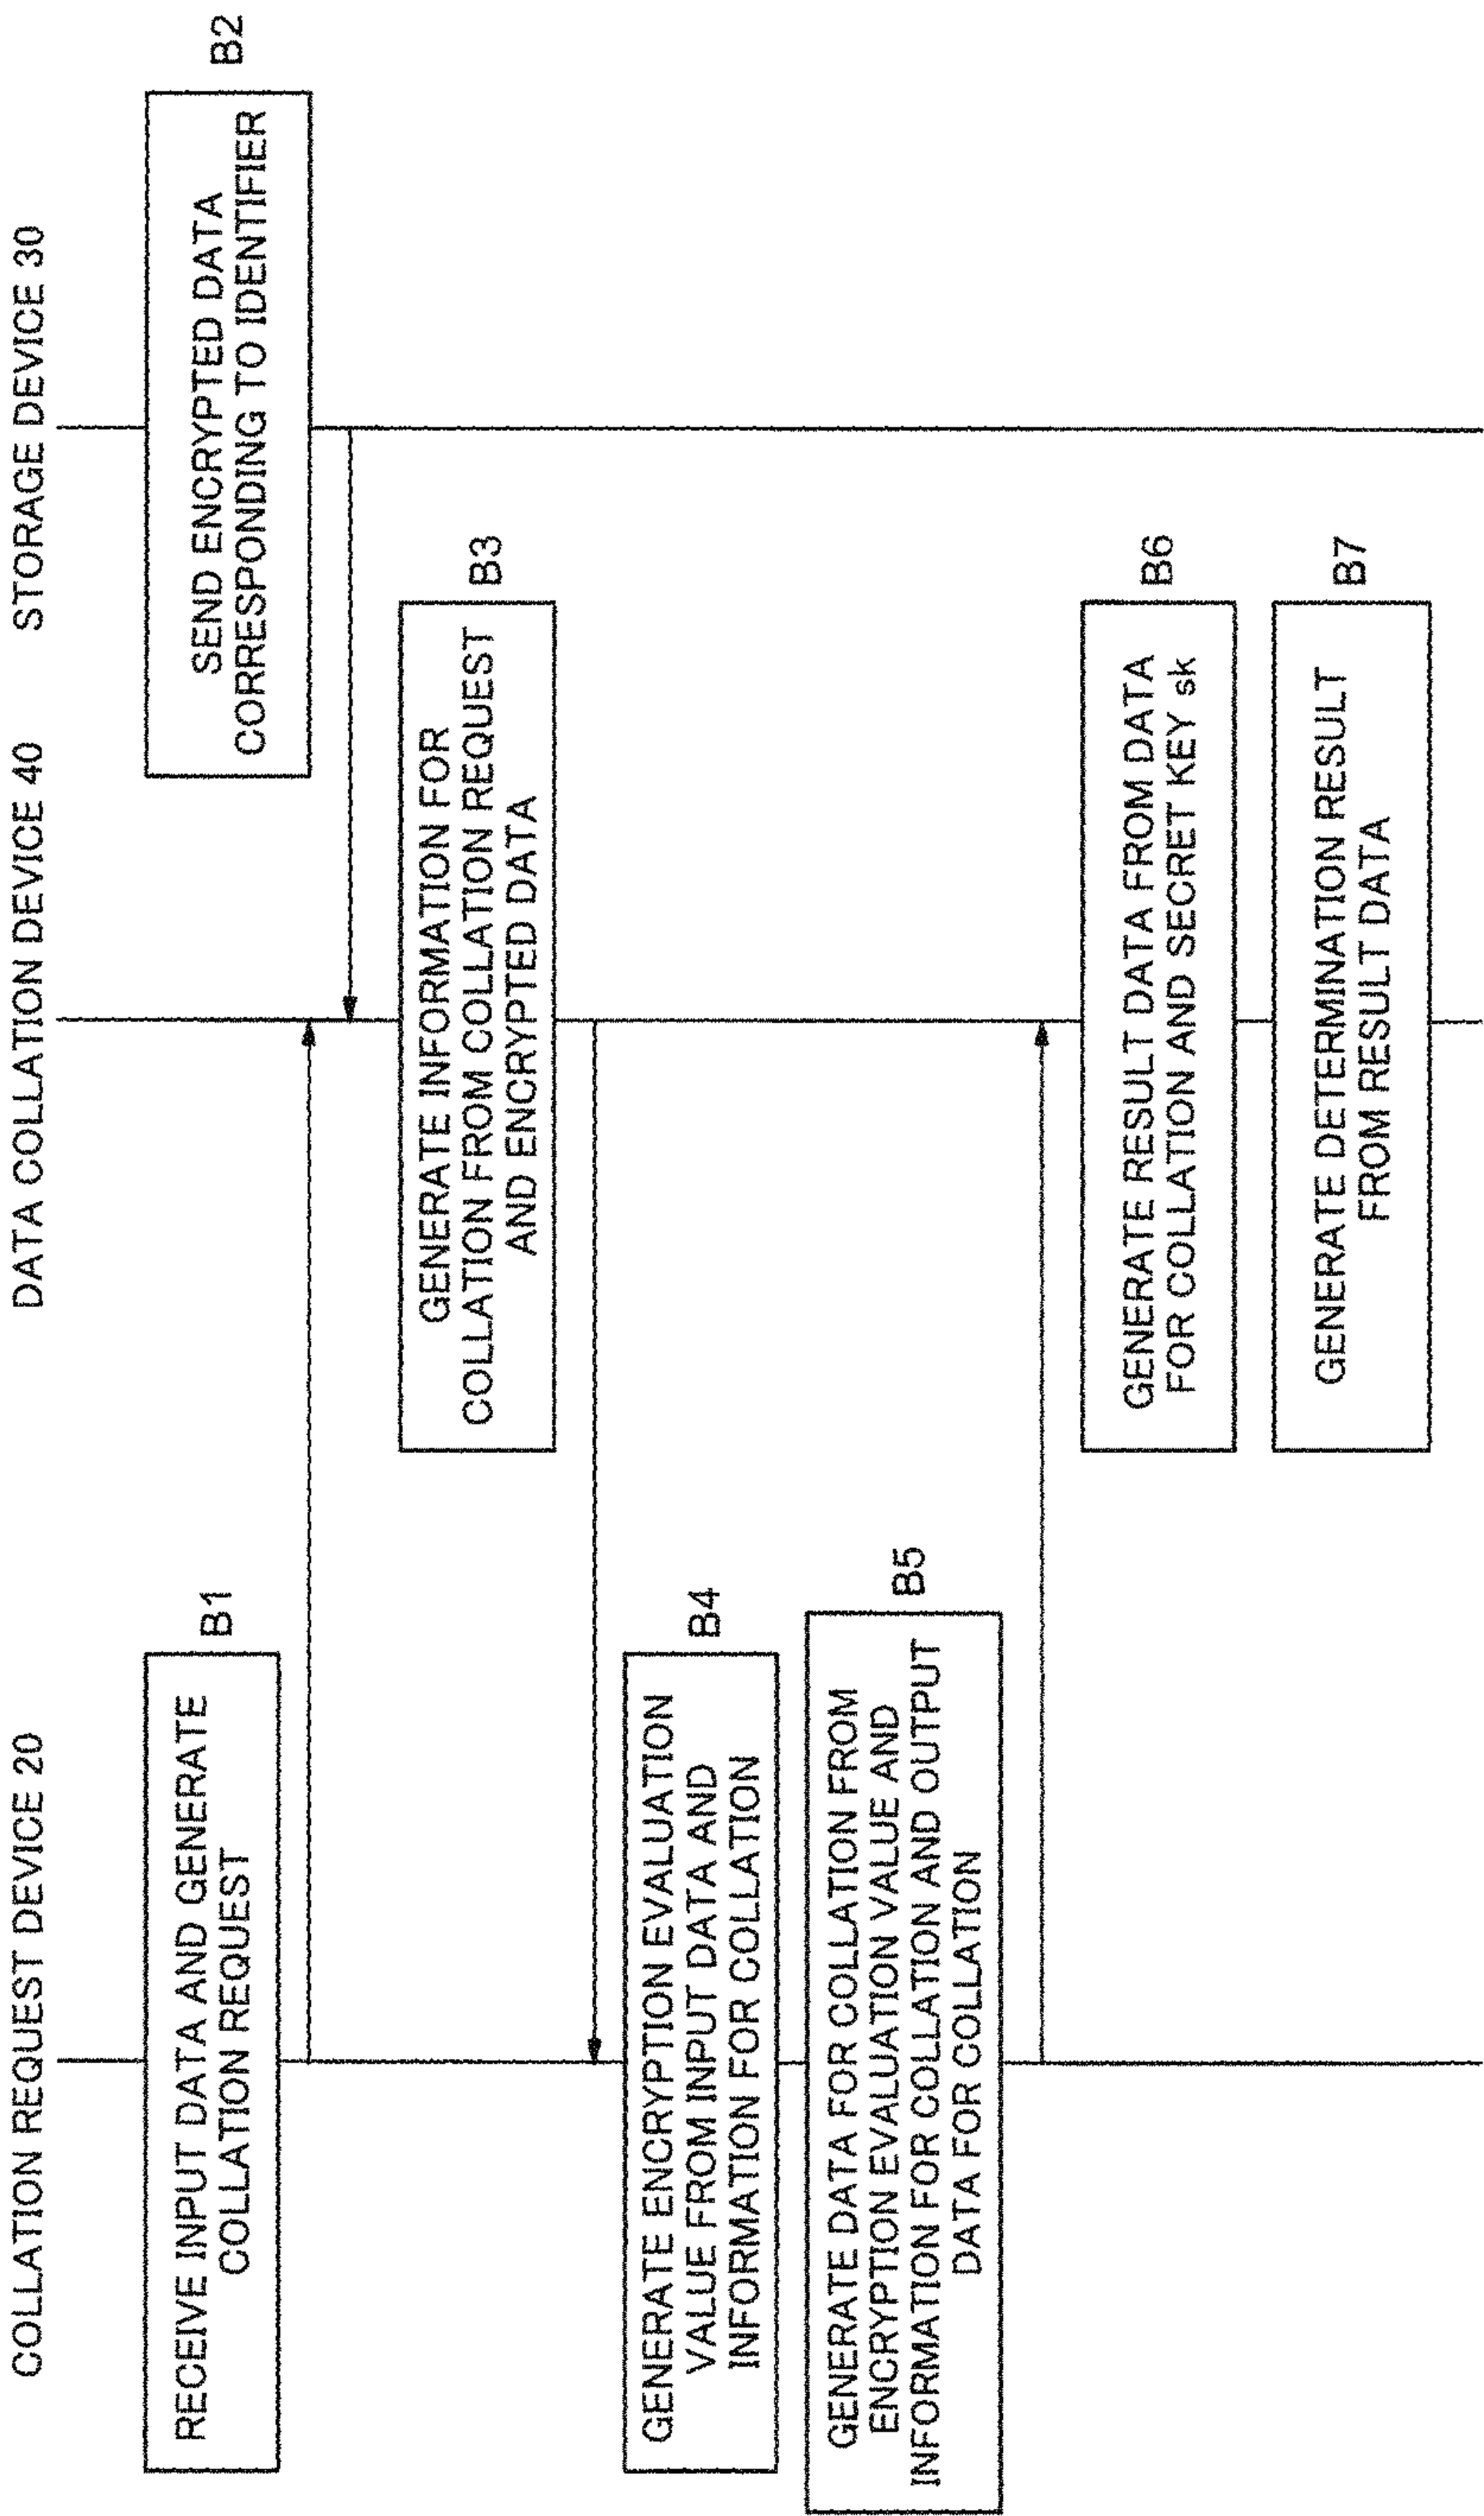 COLLATION REQUEST DEVICE 20
DATA COLLATION DEVICE 40
STORAGE DEVICE 30
B1
RECEIVE INPUT DATA AND GENERATE
COLLATION REQUEST
B2
SEND ENCRYPTED DATA
CORRESPONDING TO IDENTIFIER
B3
GENERATE INFORMATION FOR
COLLATION FROM COLLATION REQUEST
AND ENCRYPTED DATA
B4
GENERATE ENCRYPTION EVALUATION
VALUE FROM INPUT DATA AND
INFORMATION FOR COLLATION
B5
GENERATE DATA FOR COLLATION FROM
ENCRYPTION EVALUATION VALUE AND
INFORMATION FOR COLLATION AND OUTPUT
DATA FOR COLLATION
B6
GENERATE RESULT DATA FROM DATA
FOR COLLATION AND SECRET KEY sk
B7
GENERATE DETERMINATION RESULT
FROM RESULT DATA